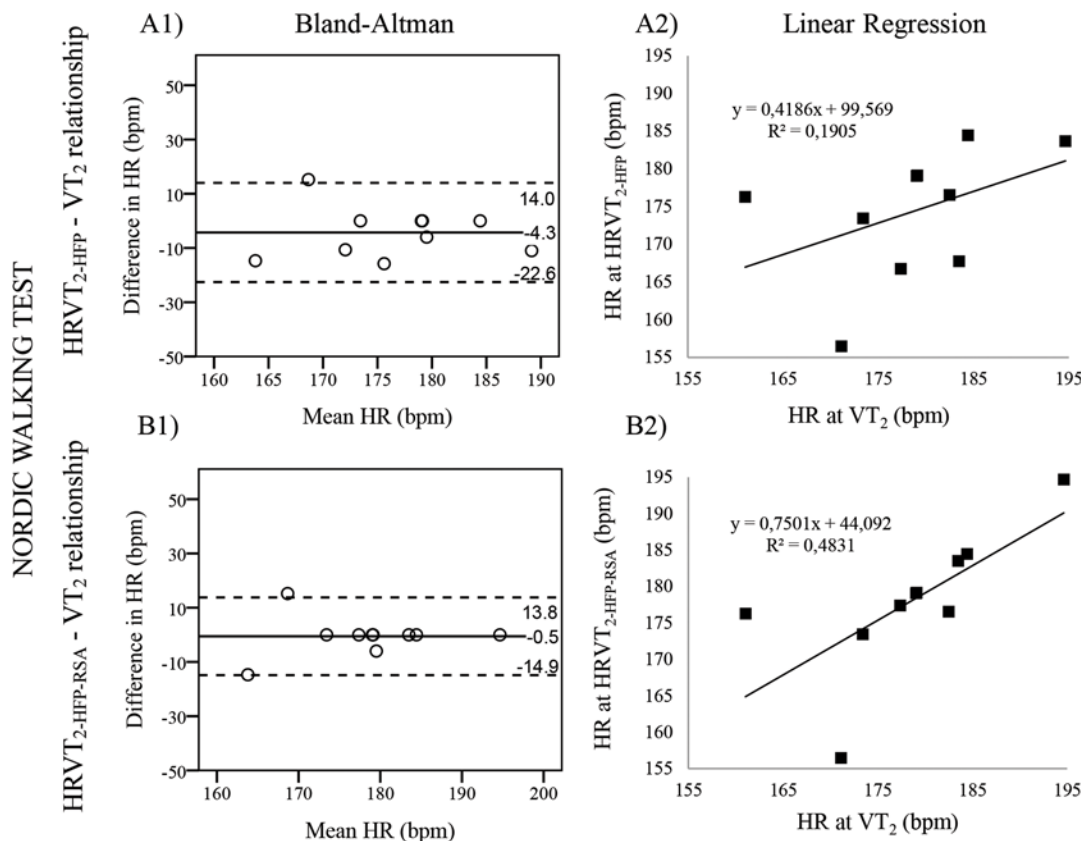 A1)
Bland-Altman
A2)
Linear Regression
NORDIC WALKING TEST
HRVT2-HFP - VT2 relationship
Difference in HR (bpm)
50
30
10
-10
-30
-50
14.0
-4.3
-22.6
160 165 170 175 180 185 190
Mean HR (bpm)
HR at HRVT2-HFP (bpm)
195
190
185
180
175
170
165
160
155
y = 0,4186x + 99,569
R² = 0,1905
155 165 175 185 195
HR at VT2 (bpm)
B1)
B2)
HRVT2-HFP-RSA - VT2 relationship
Difference in HR (bpm)
50
30
10
-10
-30
-50
13.8
-0.5
-14.9
160 170 180 190 200
Mean HR (bpm)
HR at HRVT2-HFP-RSA (bpm)
195
190
185
180
175
170
165
160
155
y = 0,7501x + 44,092
R² = 0,4831
155 165 175 185 195
HR at VT2 (bpm)